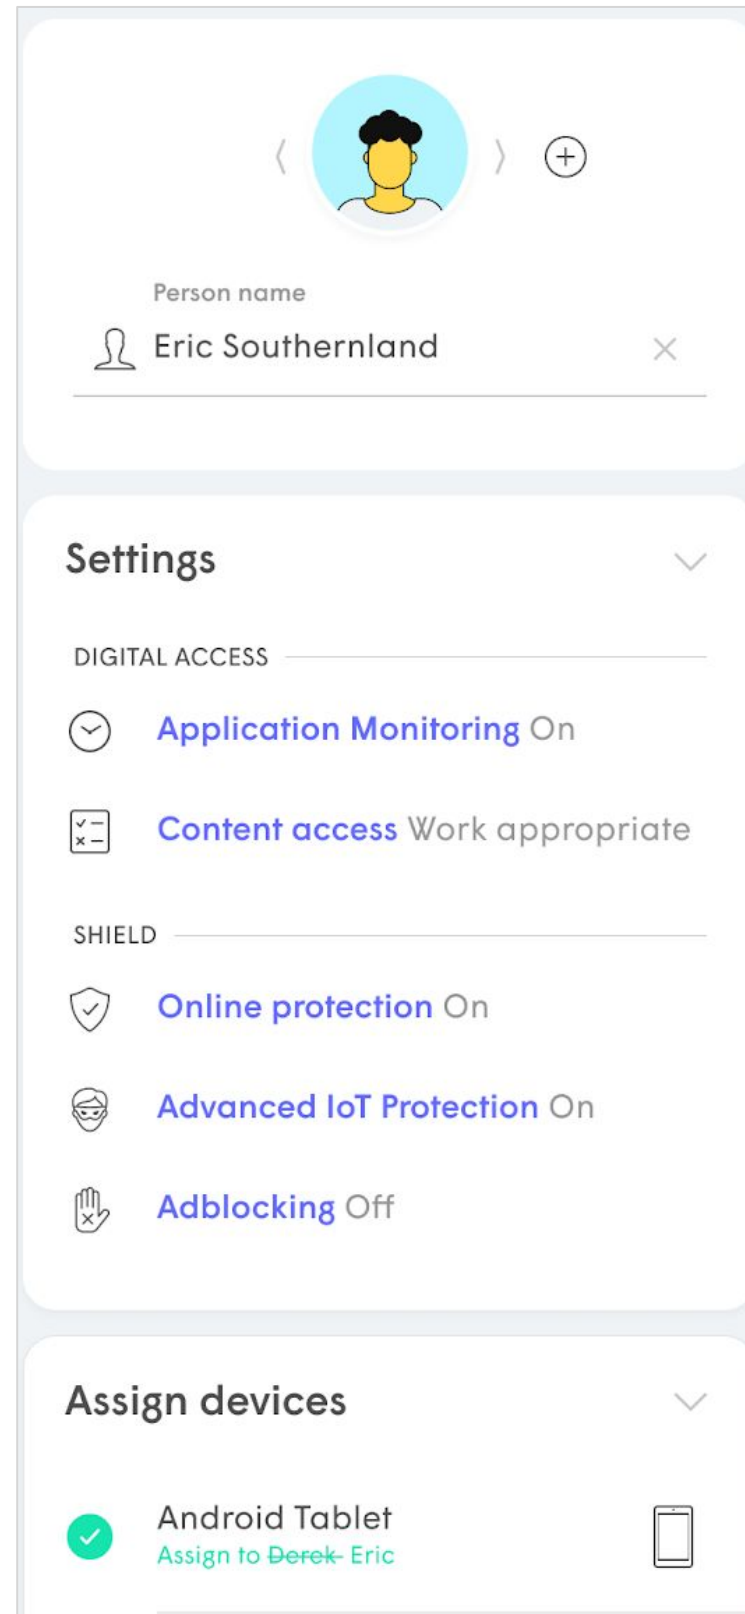 Person name
Eric Southernland
Settings
DIGITAL ACCESS
Application Monitoring On
Content access Work appropriate
SHIELD
Online protection On
Advanced IoT Protection On
Adblocking Off
Assign devices
Android Tablet
Assign to Derek Eric